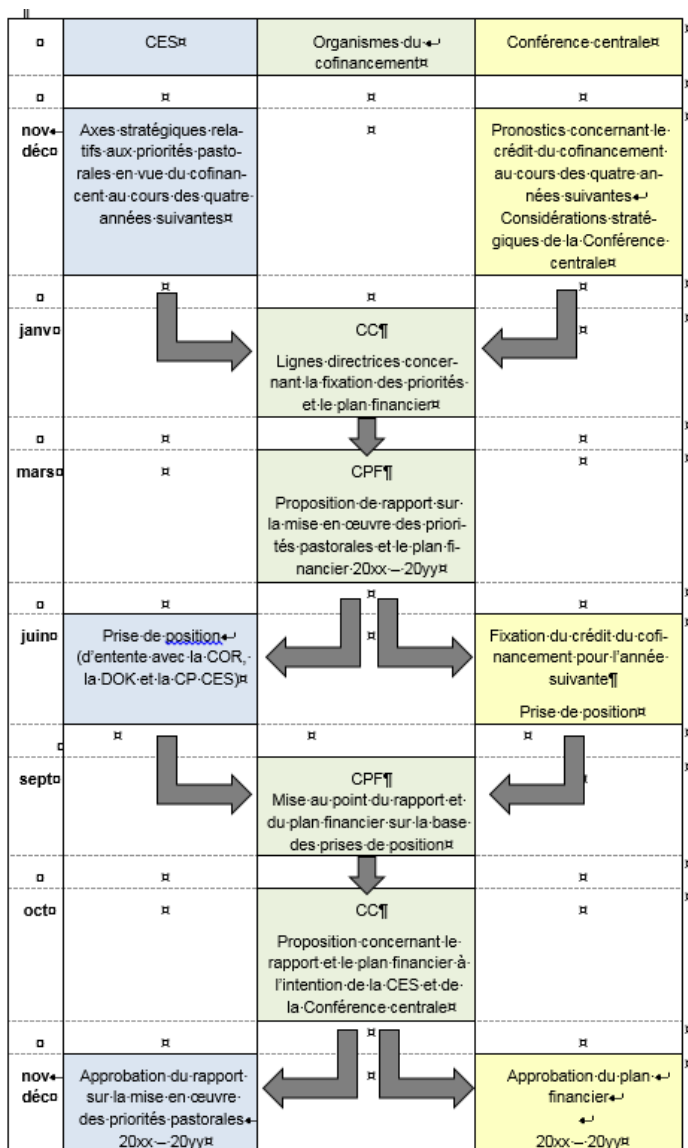 CES
Organismes du
cofinancement
Conférence centrale
nov
déc
Axes stratégiques rela-
tifs aux priorités pasto-
rales en vue du cofinan-
cent au cours des quatre
années suivantes
Pronostics concernant le
crédit du cofinancement
au cours des quatre an-
nées suivantes
Considérations straté-
giques de la Conférence
centrale
janv
CC
Lignes directrices concer-
nant la fixation des priorités
et le plan financier
mars
CPF
Proposition de rapport sur
la mise en œuvre des priori-
tés pastorales et le plan fi-
nancier 20xx – 20yy
juin
Prise de position
(d'entente avec la COR,
la DOK et la CP CES)
Fixation du crédit du cofi-
nancement pour l'année
suivante
Prise de position
sept
CPF
Mise au point du rapport et
du plan financier sur la base
des prises de position
oct
CC
Proposition concernant le
rapport et le plan financier à
l'intention de la CES et de
la Conférence centrale
nov
déc
Approbation du rapport
sur la mise en œuvre
des priorités pastorales
20xx – 20yy
Approbation du plan
financier
20xx – 20yy